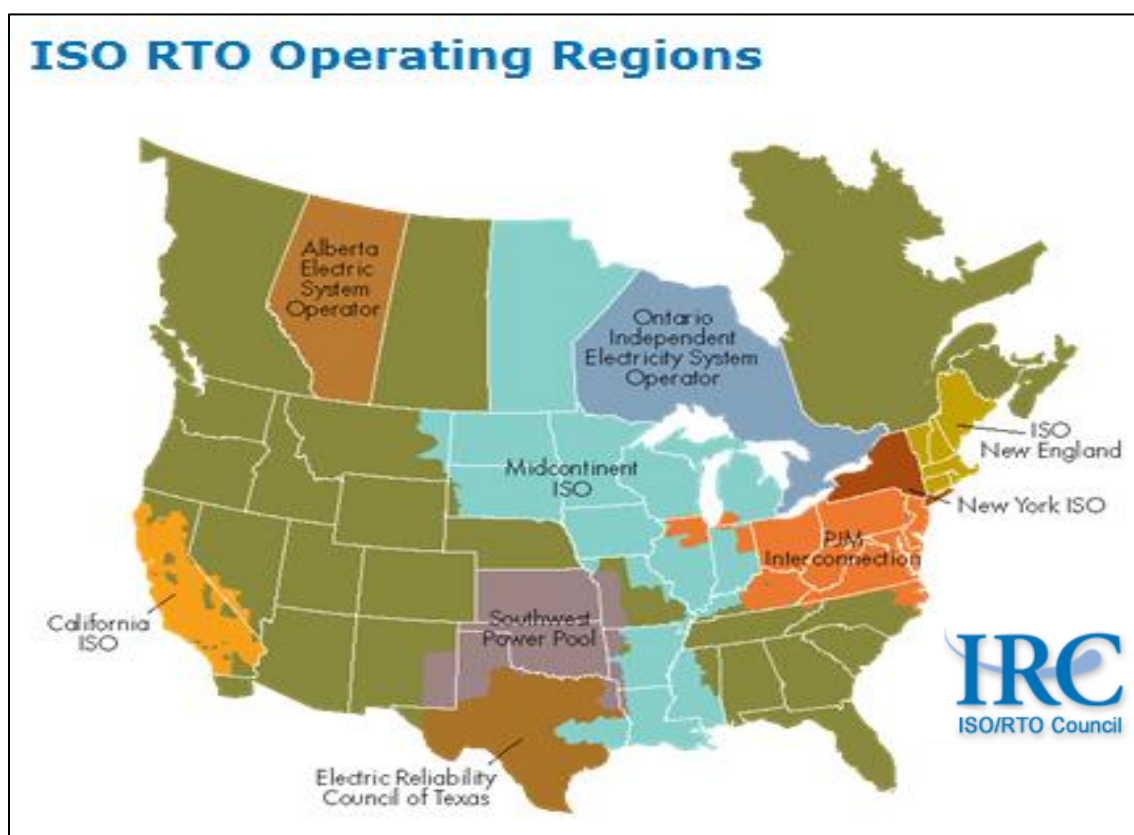 ISO RTO Operating Regions
Alberta
Electric
System
Operator
Ontario
Independent
Electricity System
Operator
Midcontinent
ISO
ISO
New England
New York ISO
PJM
Interconnection
Southwest
Power Pool
California
ISO
Electric Reliability
Council of Texas
IRC
ISO/RTO Council